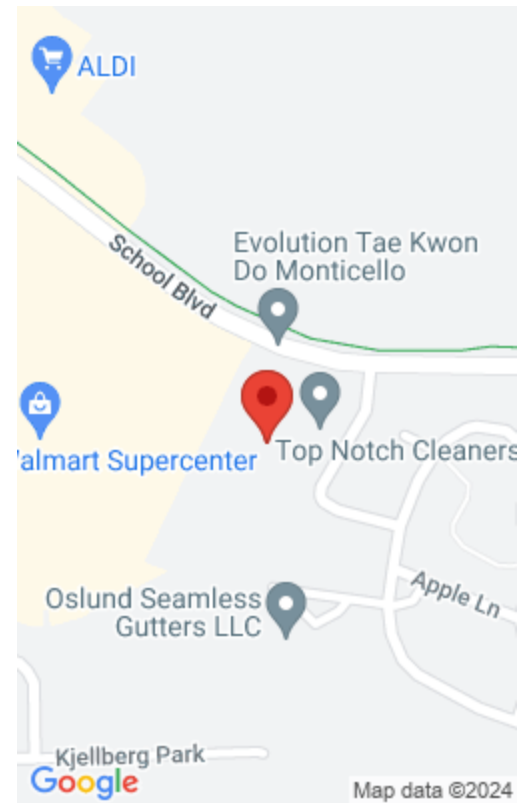 ALDI
School Blvd
Evolution Tae Kwon
Do Monticello
almart Supercenter
Top Notch Cleaners
Oslund Seamless
Gutters LLC
Apple Ln
Kjellberg Park
Google
Map data ©2024